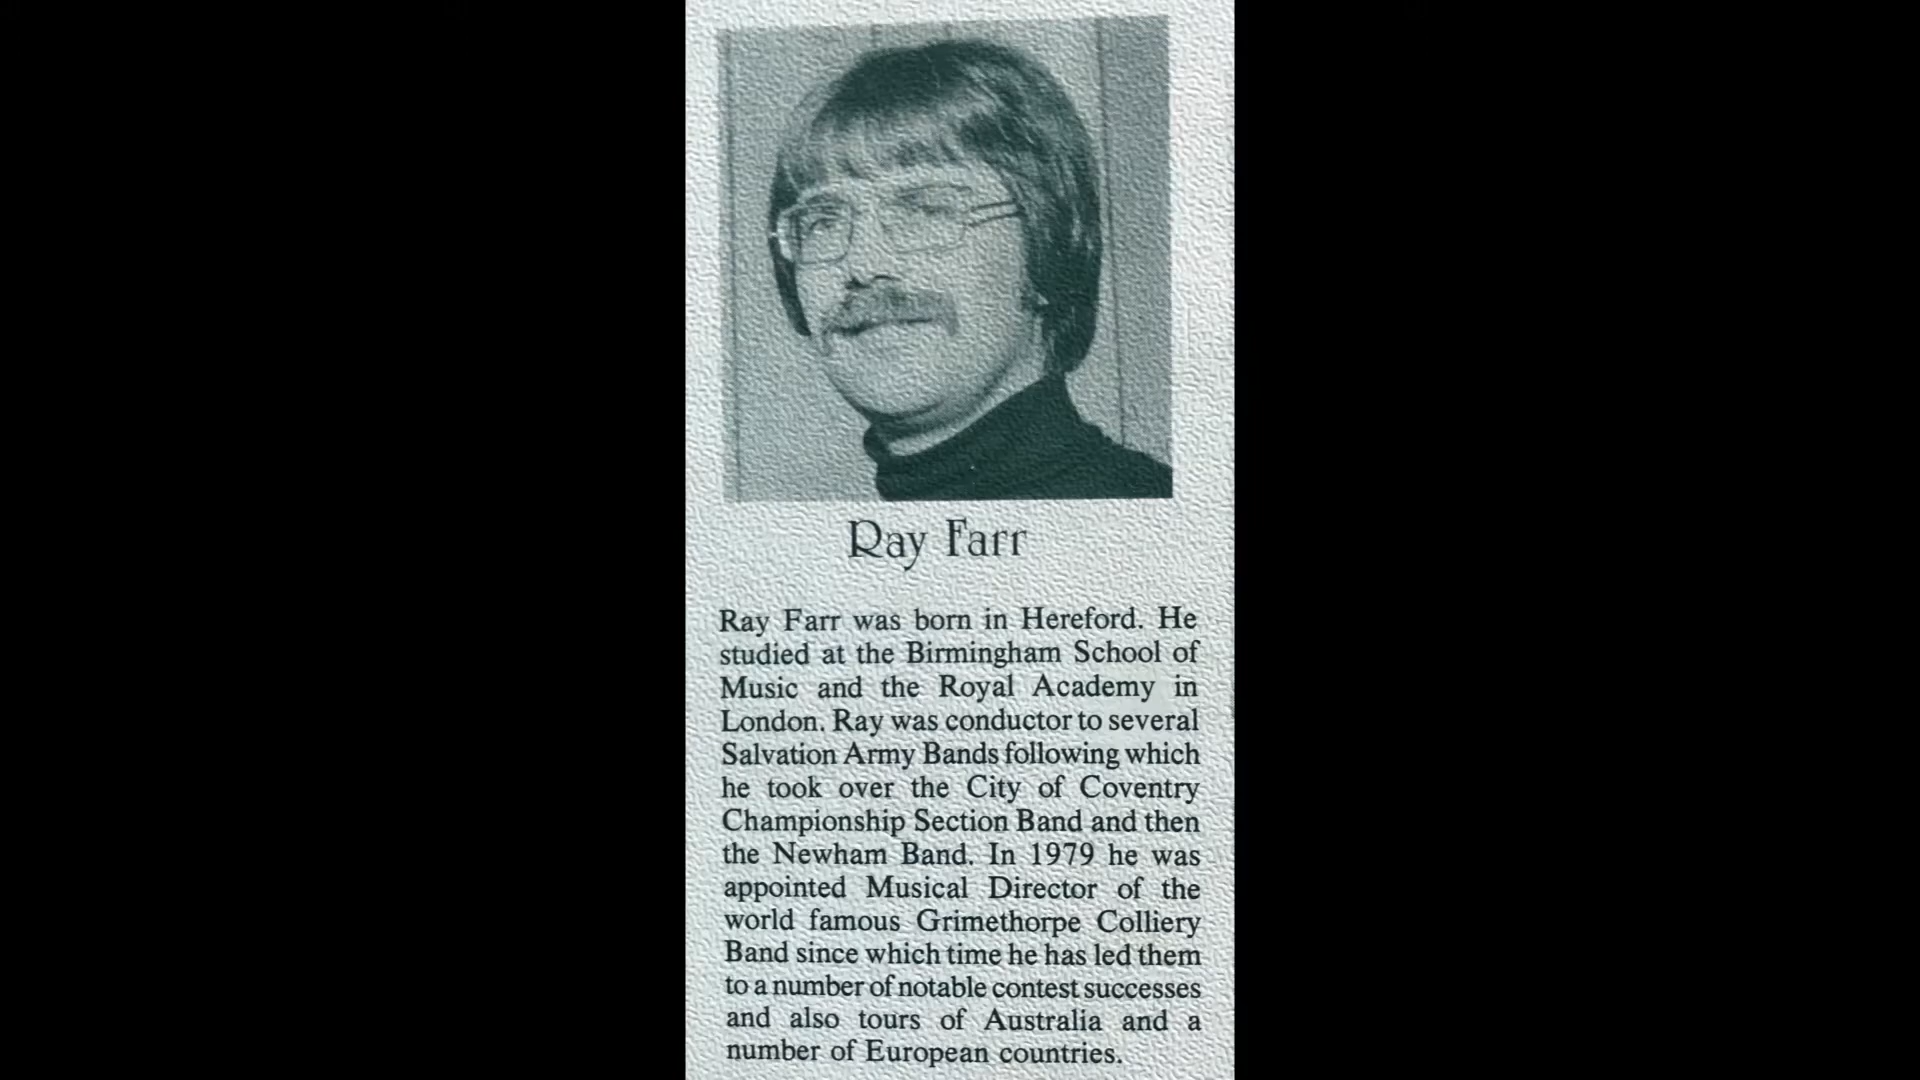 Ray Farr
Ray Farr was born in Hereford. He
studied at the Birmingham School of
Music and the Royal Academy in
London. Ray was conductor to several
Salvation Army Bands following which
he took over the City of Coventry
Championship Section Band and then
the Newham Band. In 1979 he was
appointed Musical Director of the
world famous Grimethorpe Colliery
Band since which time he has led them
to a number of notable contest successes
and also tours of Australia and a
number of European countries.